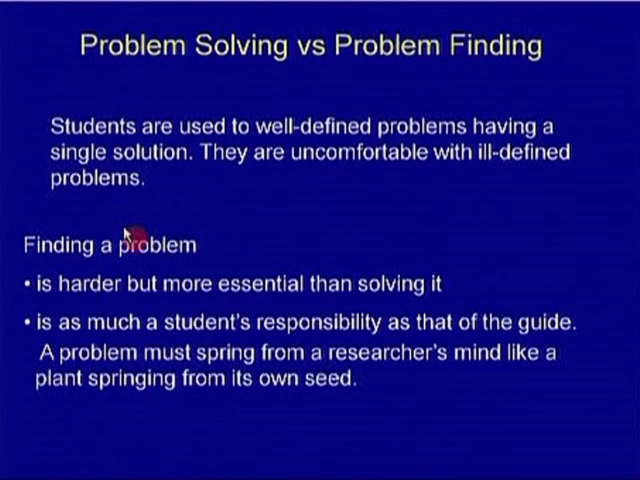 Problem Solving vs Problem Finding
Students are used to well-defined problems having a
single solution. They are uncomfortable with ill-defined
problems.
Finding a problem
• is harder but more essential than solving it
• is as much a student's responsibility as that of the guide.
A problem must spring from a researcher's mind like a
plant springing from its own seed.